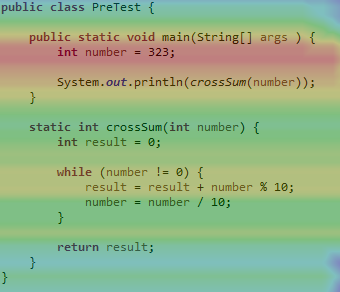 public class PreTest {
public static void main(String[] args ) {
int number = 323;
System.out.println(crossSum(number));
}
static int crossSum(int number) {
int result = 0;
while (number != 0) {
result = result + number % 10;
number = number / 10;
}
return result;
}
}